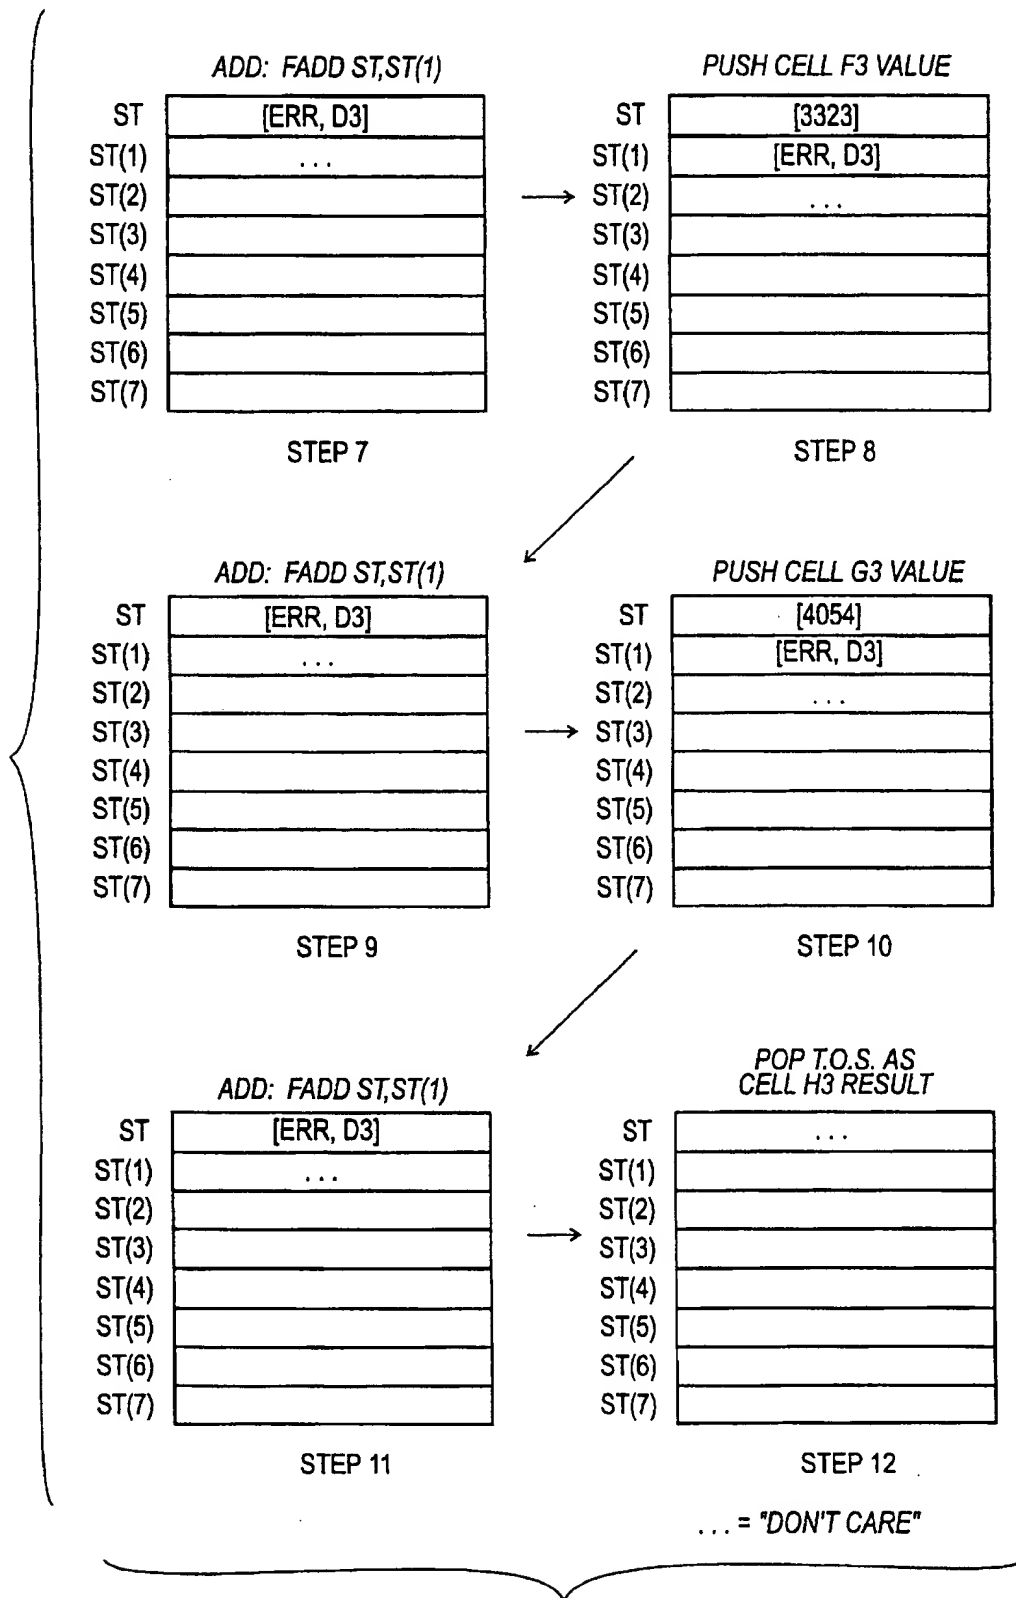 ADD: FADD ST,ST(1)
ST [ERR, D3]
ST(1) ...
ST(2)
ST(3)
ST(4)
ST(5)
ST(6)
ST(7)
STEP 7
PUSH CELL F3 VALUE
ST [3323]
ST(1) [ERR, D3]
ST(2) ...
ST(3)
ST(4)
ST(5)
ST(6)
ST(7)
STEP 8
ADD: FADD ST,ST(1)
ST [ERR, D3]
ST(1) ...
ST(2)
ST(3)
ST(4)
ST(5)
ST(6)
ST(7)
STEP 9
PUSH CELL G3 VALUE
ST [4054]
ST(1) [ERR, D3]
ST(2) ...
ST(3)
ST(4)
ST(5)
ST(6)
ST(7)
STEP 10
ADD: FADD ST,ST(1)
ST [ERR, D3]
ST(1) ...
ST(2)
ST(3)
ST(4)
ST(5)
ST(6)
ST(7)
STEP 11
POP T.O.S. AS
CELL H3 RESULT
ST ...
ST(1)
ST(2)
ST(3)
ST(4)
ST(5)
ST(6)
ST(7)
STEP 12
... = "DON'T CARE"